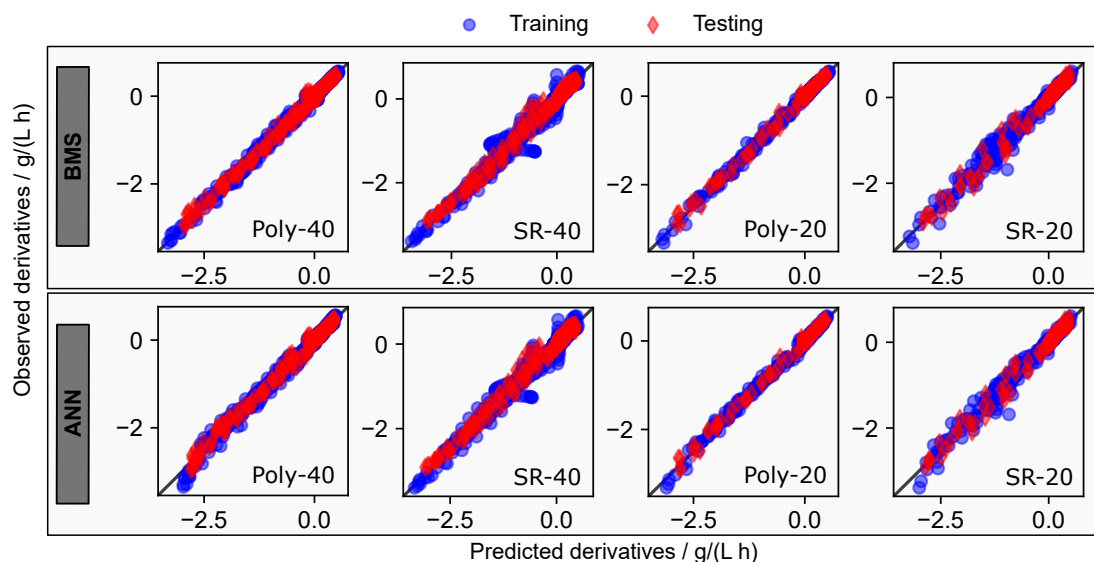 Training
Testing
Observed derivatives / g/(L h)
BMS
0
−2
−2.5
0.0
Poly-40
0
−2
−2.5
0.0
SR-40
0
−2
−2.5
0.0
Poly-20
0
−2
−2.5
0.0
SR-20
ANN
0
−2
−2.5
0.0
Poly-40
0
−2
−2.5
0.0
SR-40
0
−2
−2.5
0.0
Poly-20
0
−2
−2.5
0.0
SR-20
Predicted derivatives / g/(L h)